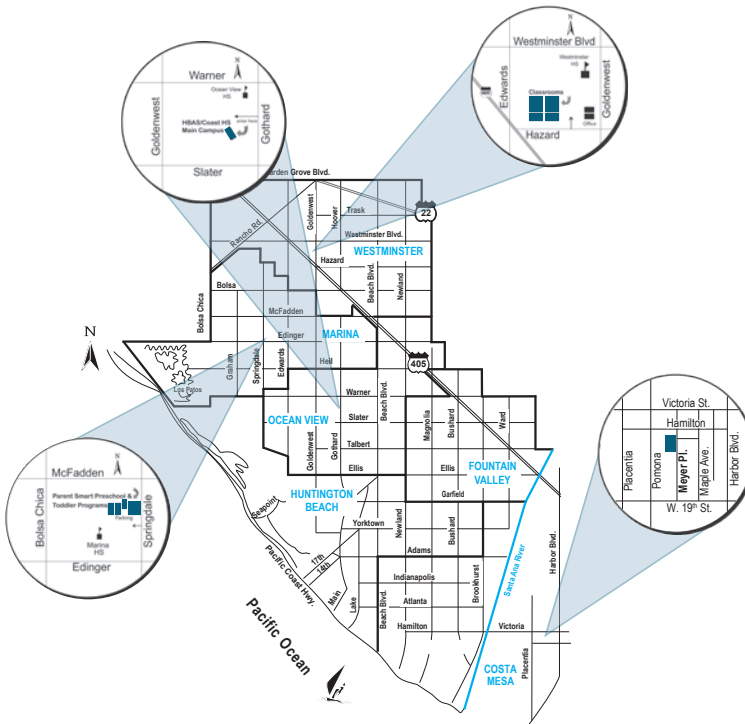 Warner
N
Ocean View
HS
HBAS/Coast HS
Main Campus
Goldenwest
Gothard
Slater
Westminster Blvd
N
Westminster
HS
Edwards
Classrooms
Goldenwest
Office
Hazard
arden Grove Blvd.
Goldenwest
Hoover
Trask
22
Rancho Rd.
Westminster Blvd.
WESTMINSTER
Hazard
Bolsa
Beach Blvd.
Newland
Bolsa Chica
McFadden
MARINA
Edinger
N
Graham
Springdale
Edwards
Heil
405
Los Patos
Warner
Beach Blvd.
OCEAN VIEW
Slater
Magnolia
Bushard
Ward
Goldenwest
Gothard
Talbert
Ellis
Ellis
FOUNTAIN
VALLEY
HUNTINGTON
BEACH
Garfield
Seapoint
Yorktown
Newland
Bushard
Adams
17th
14th
Pacific Coast Hwy.
Indianapolis
Brookhurst
Santa Ana River
Harbor Blvd.
Main
Lake
Beach Blvd.
Atlanta
Hamilton
Victoria
Pacific Ocean
COSTA
MESA
Placentia
McFadden
N
Parent Smart Preschool &
Toddler Programs
Parking
Bolsa Chica
Springdale
Marina
HS
Edinger
Victoria St.
Hamilton
Placentia
Pomona
Meyer Pl.
Maple Ave.
Harbor Blvd.
W. 19th St.